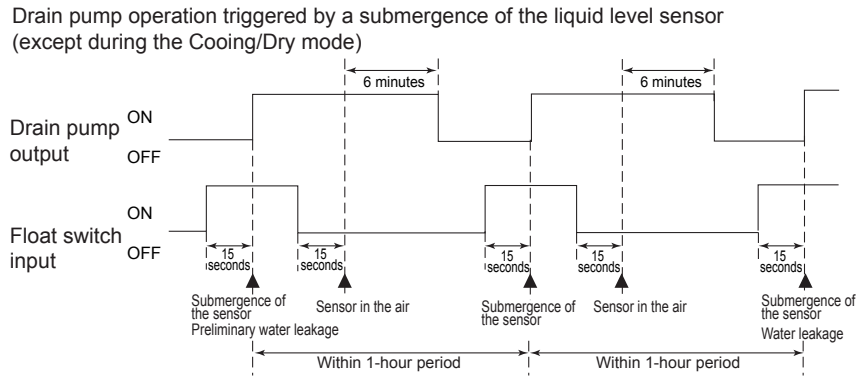 Drain pump operation triggered by a submergence of the liquid level sensor
(except during the Cooing/Dry mode)
6 minutes
6 minutes
Drain pump
output
ON
OFF
Float switch
input
ON
OFF
15
seconds
15
seconds
15
seconds
15
seconds
15
seconds
Submergence of
the sensor
Preliminary water leakage
Sensor in the air
Submergence of
the sensor
Sensor in the air
Submergence of
the sensor
Water leakage
Within 1-hour period
Within 1-hour period